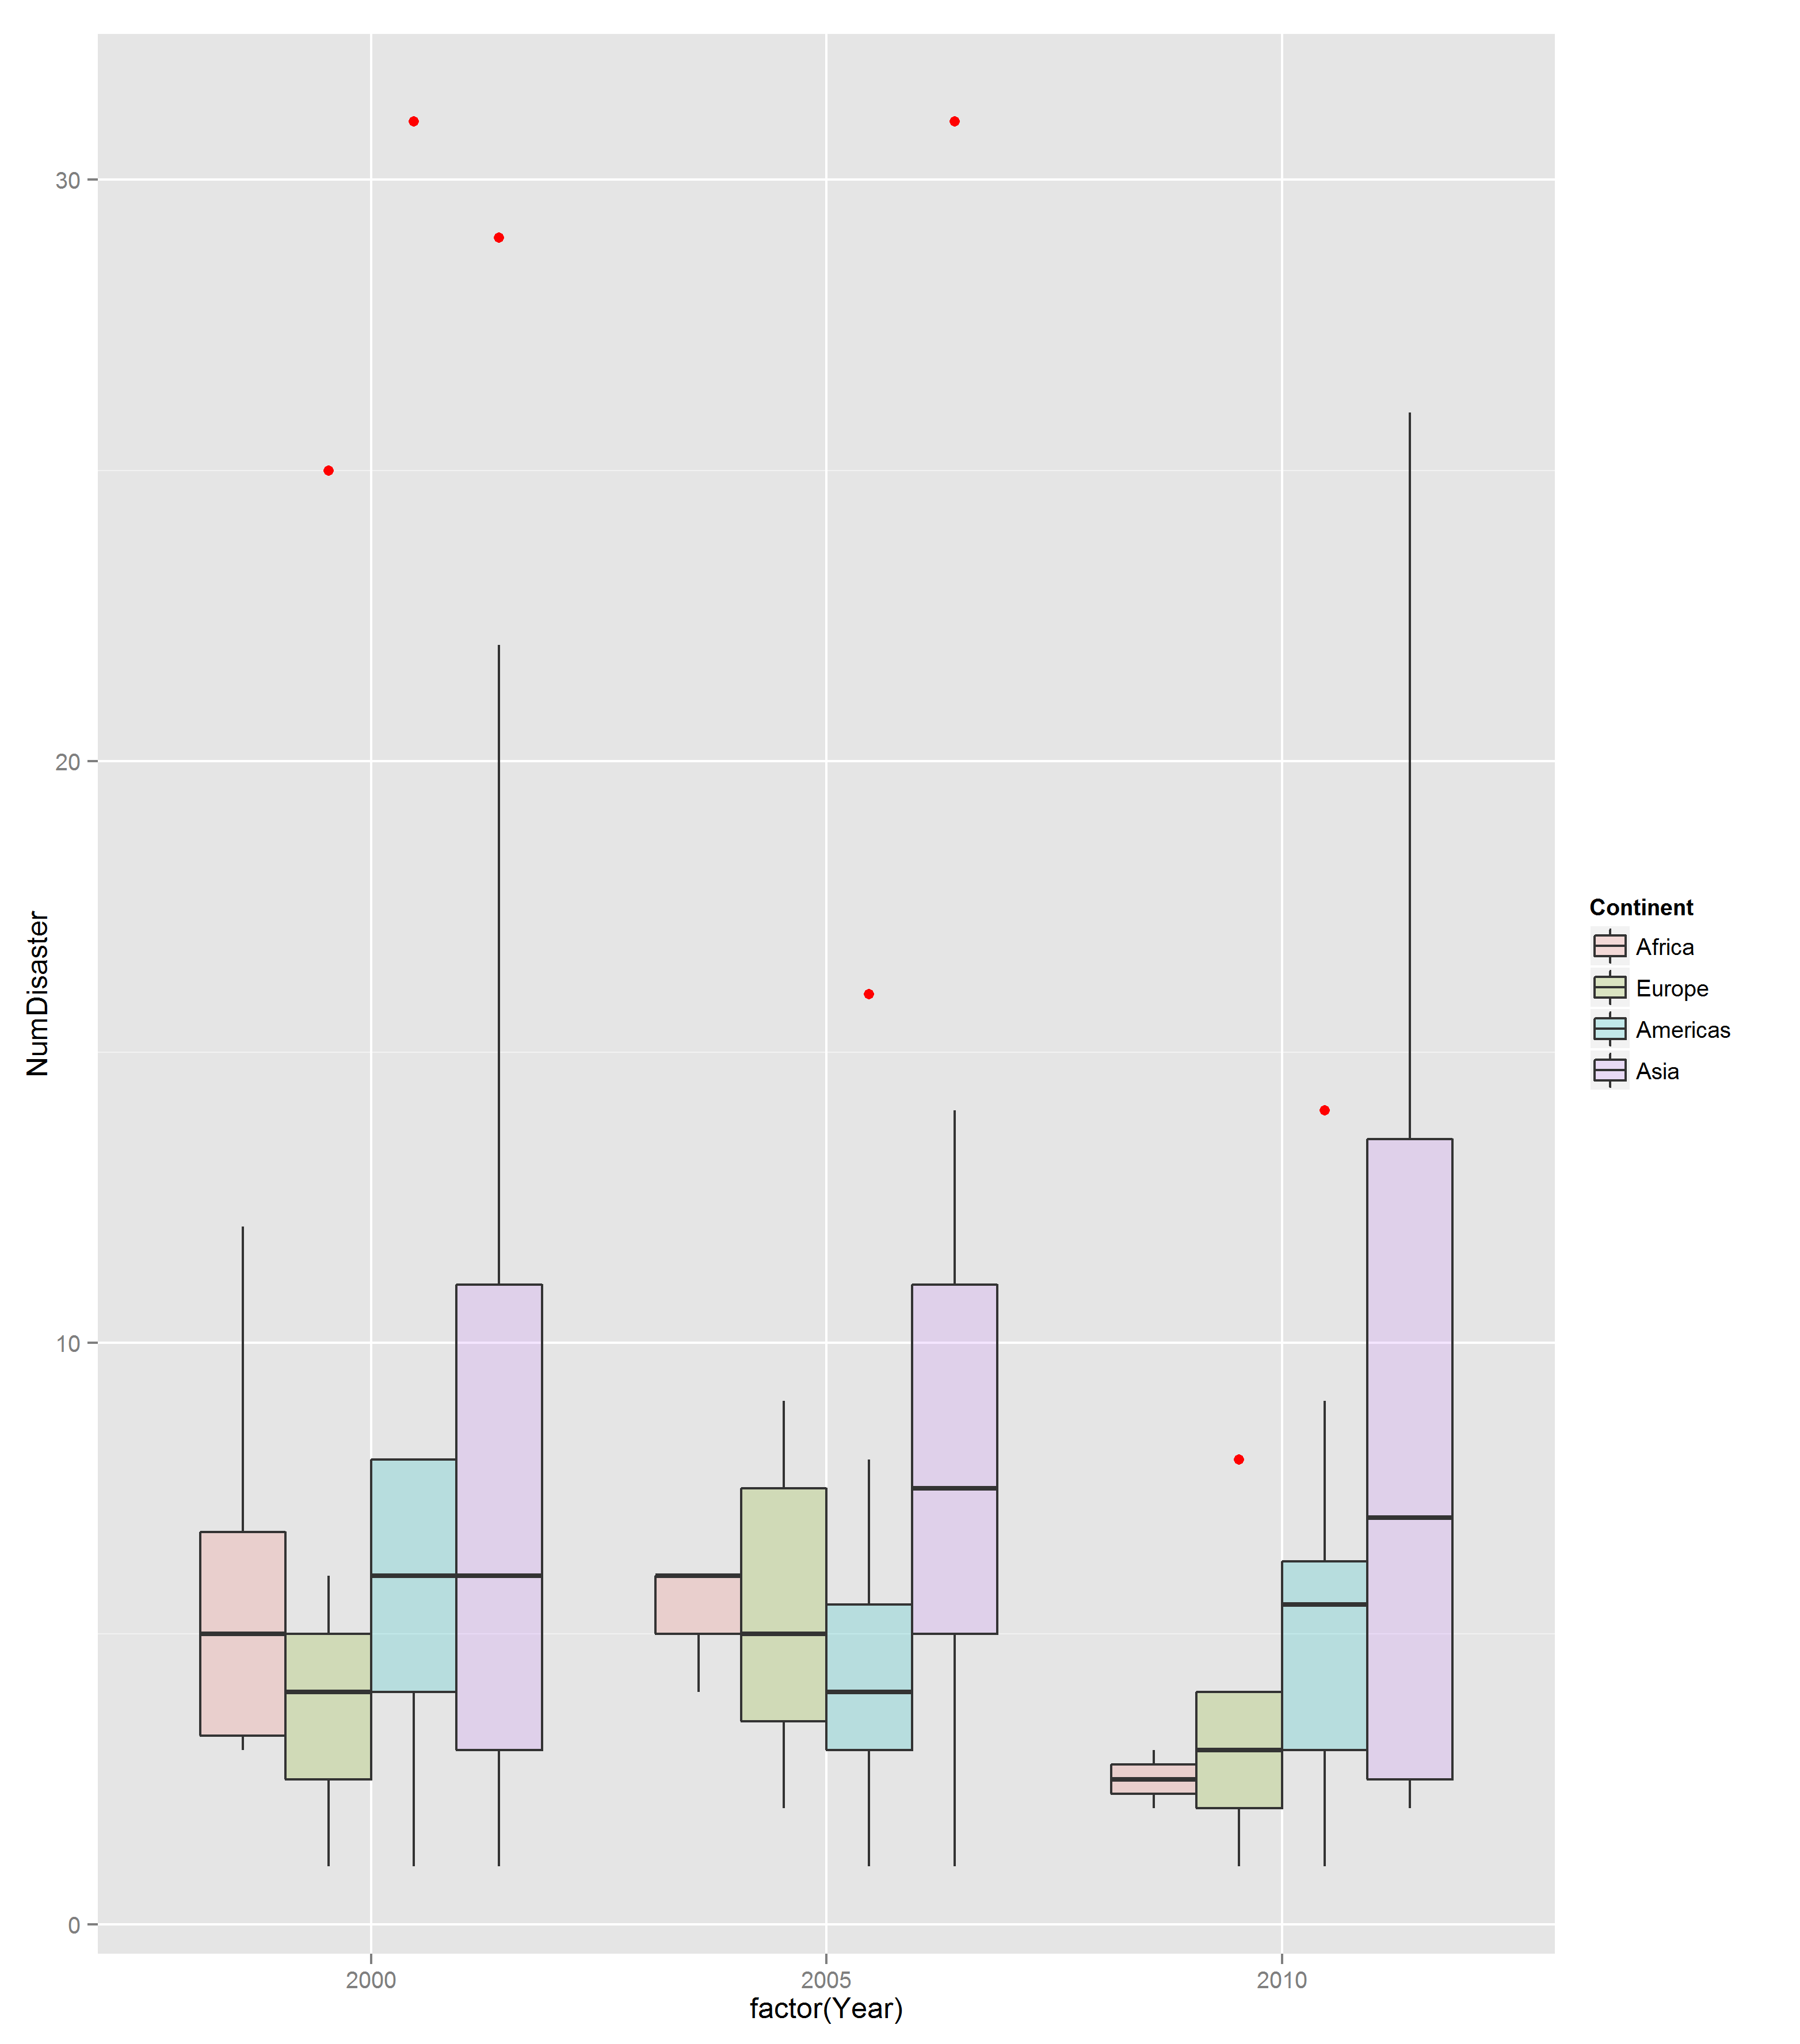 30
20
10
0
NumDisaster
2000
2005
2010
factor(Year)
Continent
Africa
Europe
Americas
Asia